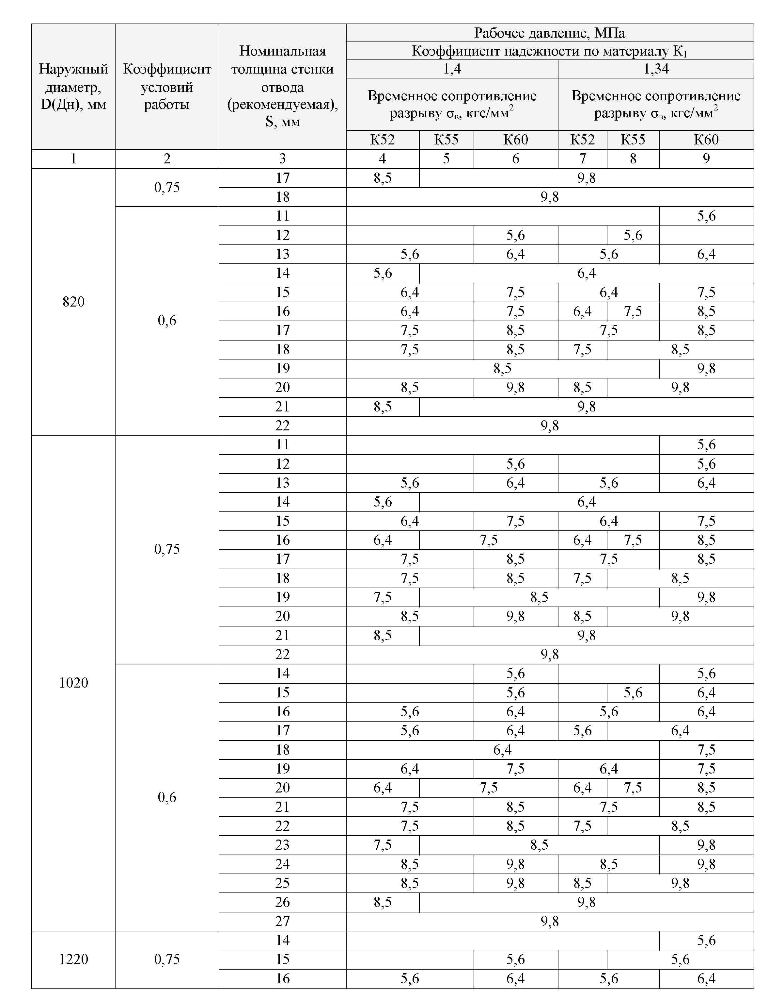 Рабочее давление, МПа
Коэффициент надежности по материалу К1
Наружный диаметр, D(Дн), мм
Коэффициент условий работы
Номинальная толщина стенки отвода (рекомендуемая), S, мм
1,4 1,34
Временное сопротивление разрыву σв, кгс/мм2
Временное сопротивление разрыву σв, кгс/мм2
К52 К55 К60 К52 К55 К60
1 2 3 4 5 6 7 8 9
820
0,75
17 8,5 9,8
18 9,8
0,6
11 5,6
12 5,6 5,6
13 5,6 6,4 5,6 6,4
14 5,6 6,4
15 6,4 7,5 6,4 7,5
16 6,4 7,5 6,4 7,5 8,5
17 7,5 8,5 7,5 8,5
18 7,5 8,5 7,5 8,5
19 8,5 9,8
20 8,5 9,8 8,5 9,8
21 8,5 9,8
22 9,8
1020
0,75
11 5,6
12 5,6 5,6
13 5,6 6,4 5,6 6,4
14 5,6 6,4
15 6,4 7,5 6,4 7,5
16 6,4 7,5 6,4 7,5 8,5
17 7,5 8,5 7,5 8,5
18 7,5 8,5 7,5 8,5
19 7,5 8,5 9,8
20 8,5 9,8 8,5 9,8
21 8,5 9,8
22 9,8
0,6
14 5,6 5,6
15 5,6 5,6 6,4
16 5,6 6,4 5,6 6,4
17 5,6 6,4 5,6 6,4
18 6,4 7,5
19 6,4 7,5 6,4 7,5
20 6,4 7,5 6,4 7,5 8,5
21 7,5 8,5 7,5 8,5
22 7,5 8,5 7,5 8,5
23 7,5 8,5 9,8
24 8,5 9,8 8,5 9,8
25 8,5 9,8 8,5 9,8
26 8,5 9,8
27 9,8
1220
0,75
14 5,6
15 5,6 5,6
16 5,6 6,4 5,6 6,4